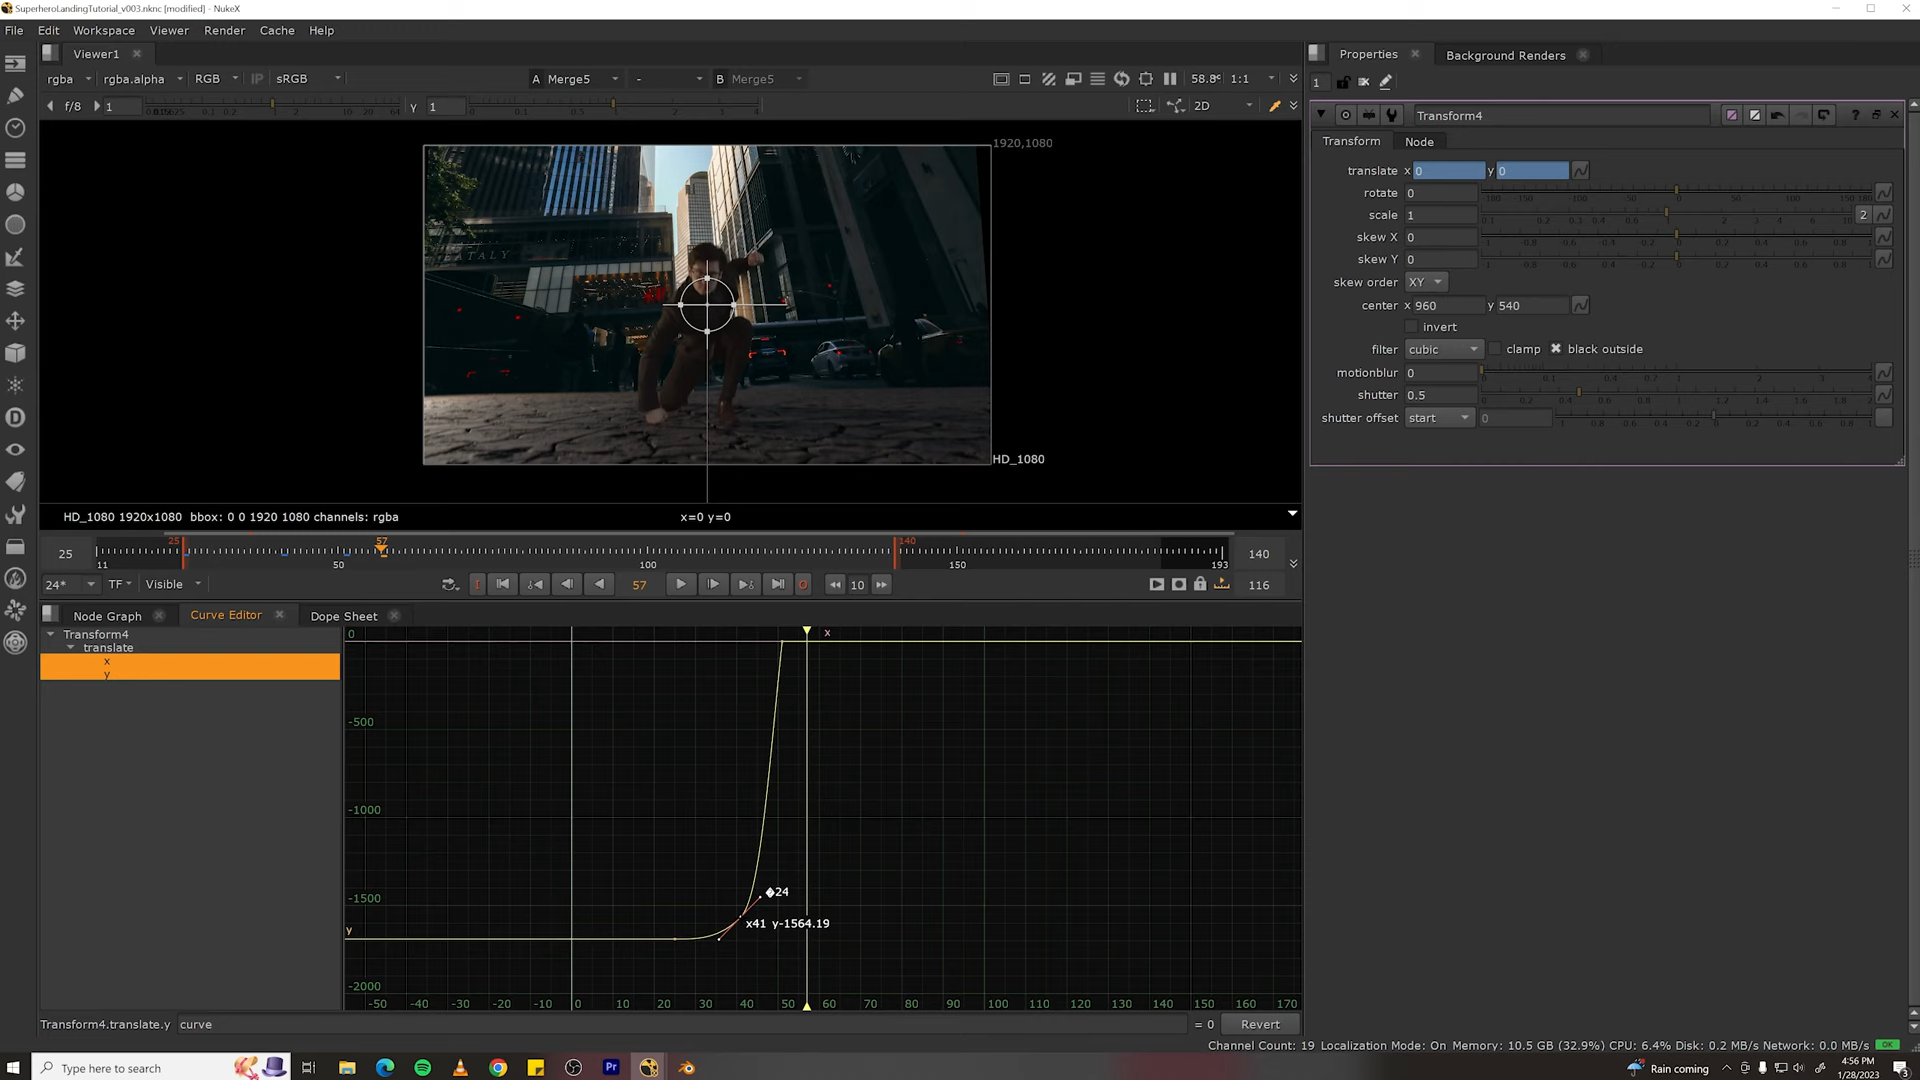 SuperheroLandingTutorial_v003.nknc [modified] - NukeX
File Edit Workspace Viewer Render Cache Help
Viewer1
rgba rgba.alpha RGB IP sRGB A Merge5 - B Merge5 58.8 1:1
f/8 1 y 1 2D
1920,1080
EATALY
HD_1080
HD_1080 1920x1080 bbox: 0 0 1920 1080 channels: rgba x=0 y=0
25 25 57 140 140
11 50 100 150 193
24* TF Visible 57 10 116
Node Graph Curve Editor Dope Sheet
Transform4
translate
x
y
0 x
-500
-1000
-1500
-2000
y
�24
x41 y-1564.19
-50 -40 -30 -20 -10 0 10 20 30 40 50 60 70 80 90 100 110 120 130 140 150 160 170
Transform4.translate.y curve = 0 Revert
Properties Background Renders
1
Transform4
Transform Node
translate x 0 y 0
rotate 0
scale 1 2
skew X 0
skew Y 0
skew order XY
center x 960 y 540
invert
filter cubic clamp black outside
motionblur 0
shutter 0.5
shutter offset start 0
Channel Count: 19 Localization Mode: On Memory: 10.5 GB (32.9%) CPU: 6.4% Disk: 0.2 MB/s Network: 0.0 MB/s OK
Type here to search
Rain coming
4:56 PM
1/28/2023
3